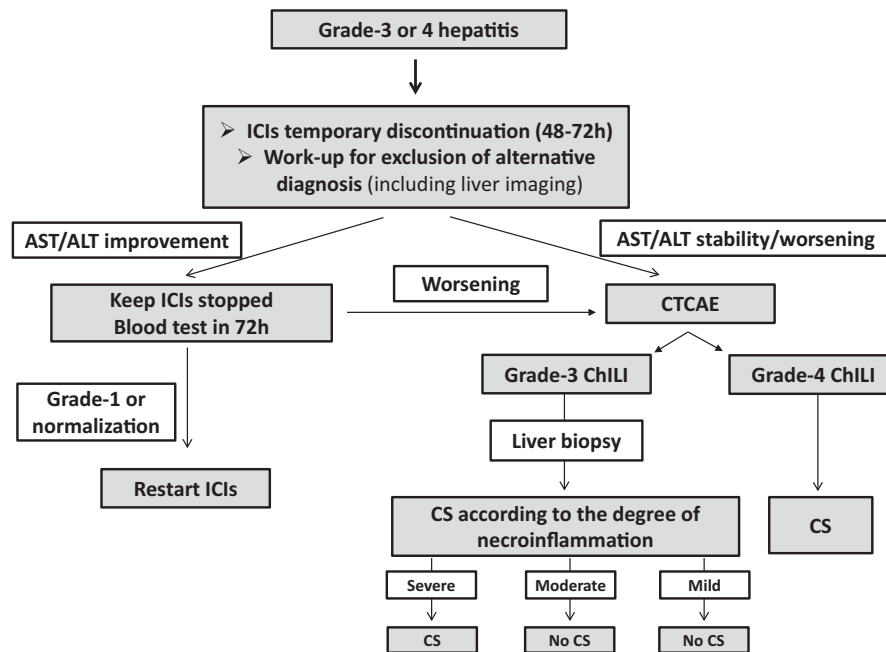 Grade-3 or 4 hepatitis
➢ ICIs temporary discontinuation (48-72h)
➢ Work-up for exclusion of alternative
diagnosis (including liver imaging)
AST/ALT improvement
AST/ALT stability/worsening
Keep ICIs stopped
Blood test in 72h
Worsening
CTCAE
Grade-3 ChILI
Grade-4 ChILI
Grade-1 or
normalization
Liver biopsy
Restart ICIs
CS according to the degree of
necroinflammation
CS
Severe
Moderate
Mild
CS
No CS
No CS